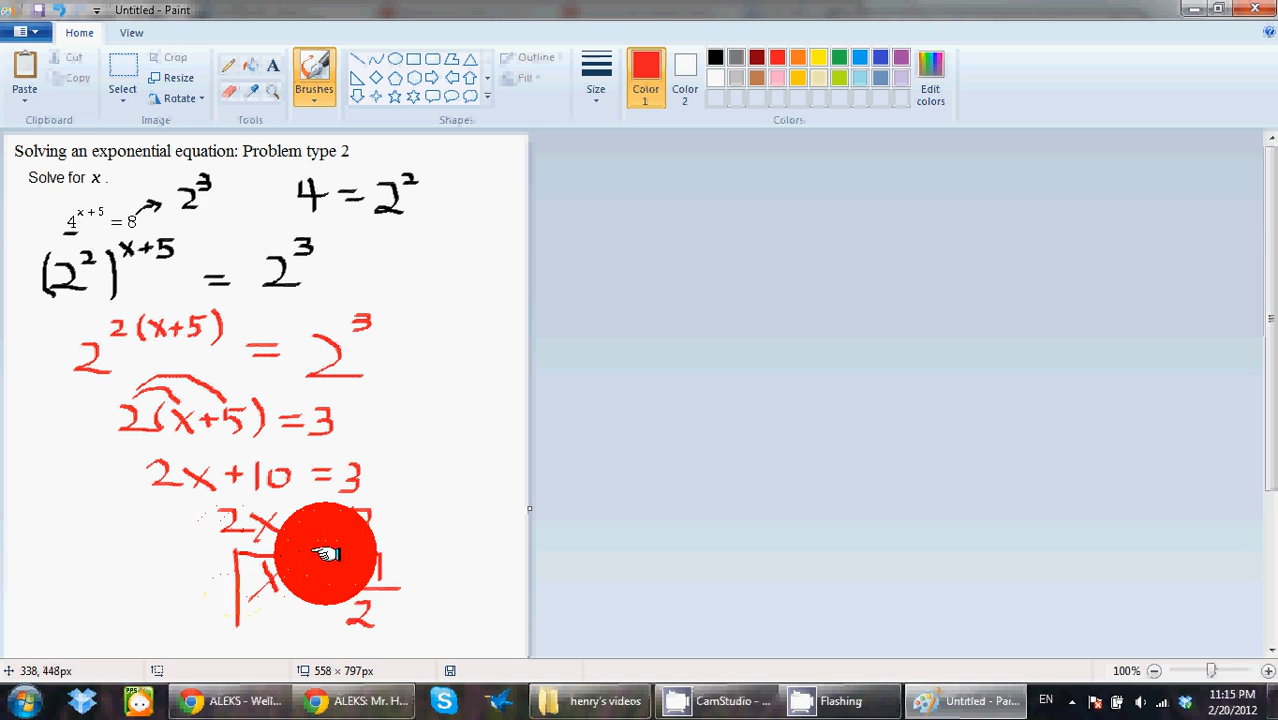 Untitled - Paint
Home View
Paste
Cut
Copy
Clipboard
Select
Crop
Resize
Rotate
Image
Tools
Brushes
Shapes
Outline
Fill
Size
Color 1
Color 2
Edit colors
Colors
Solving an exponential equation: Problem type 2
Solve for x .
4^(x + 5) = 8 → 2^3
4 = 2^2
(2^2)^(x+5) = 2^3
2^(2(x+5)) = 2^3
2(x+5) = 3
2x + 10 = 3
2x
x
2
338, 448px
558 × 797px
100%
ALEKS - Well...
ALEKS: Mr. H...
henry's videos
CamStudio - ...
Flashing
Untitled - Paint
EN
11:15 PM
2/20/2012